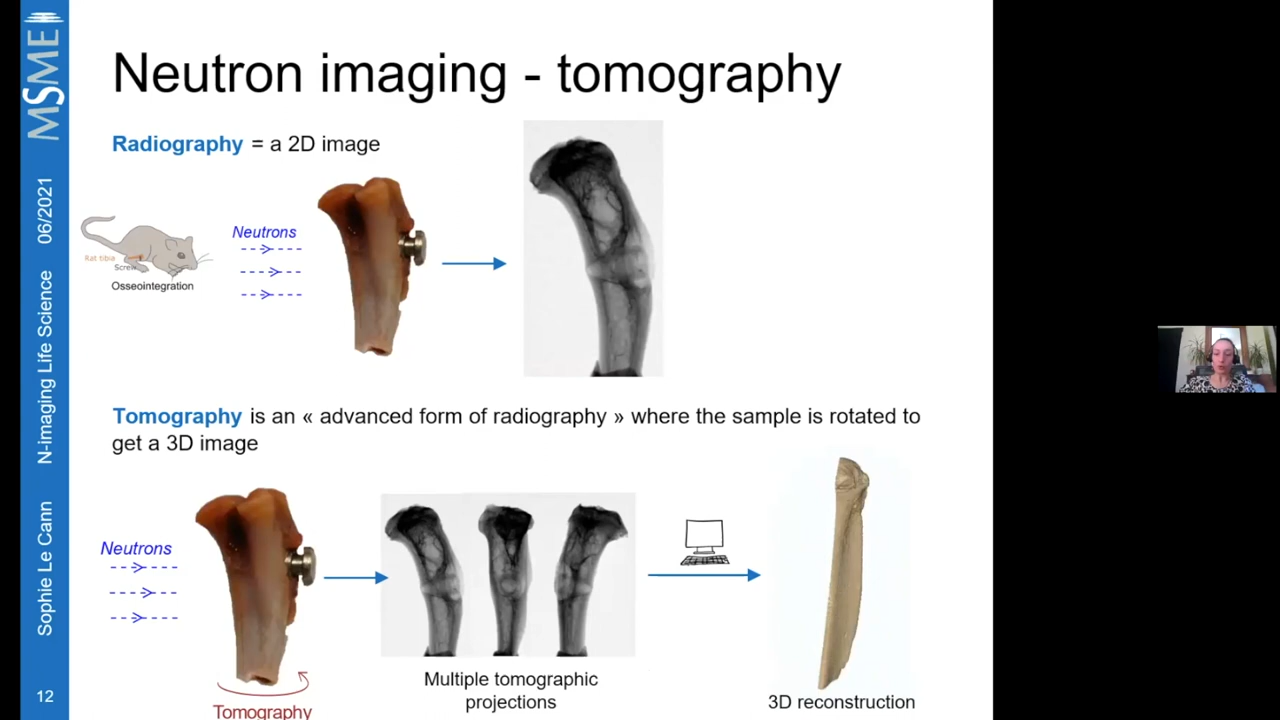 MSME
Neutron imaging - tomography
Radiography = a 2D image
Neutrons
Rat tibia
Screw
Osseointegration
Tomography is an « advanced form of radiography » where the sample is rotated to
get a 3D image
Neutrons
Tomography
Multiple tomographic
projections
3D reconstruction
Sophie Le Cann N-imaging Life Science 06/2021
12